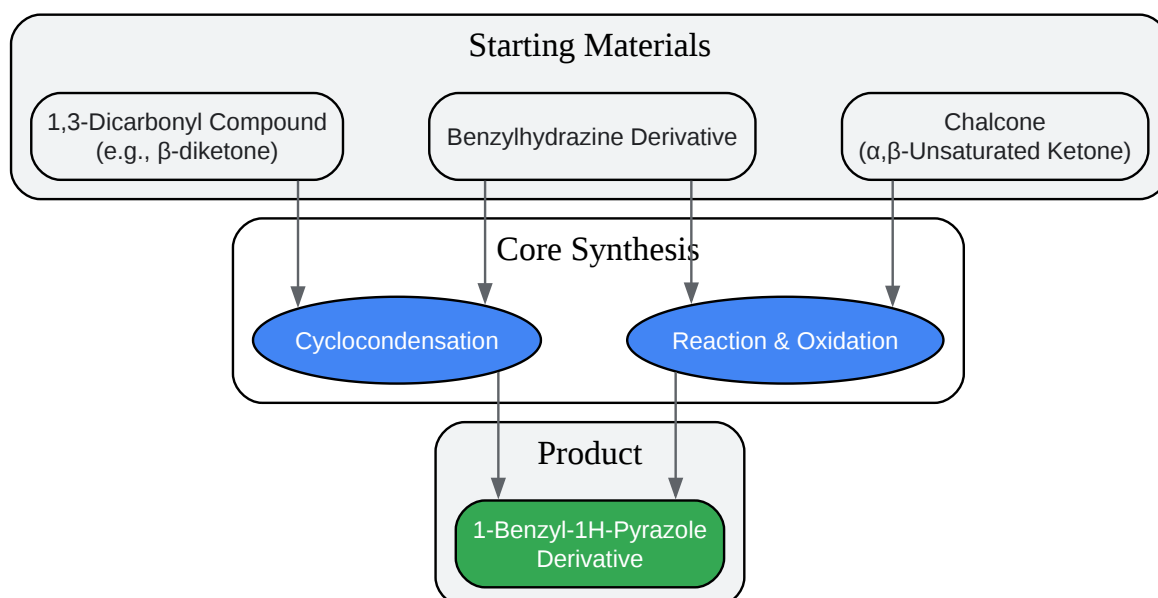 Starting Materials
1,3-Dicarbonyl Compound
(e.g., β-diketone)
Benzylhydrazine Derivative
Chalcone
(α,β-Unsaturated Ketone)
Core Synthesis
Cyclocondensation
Reaction & Oxidation
Product
1-Benzyl-1H-Pyrazole
Derivative